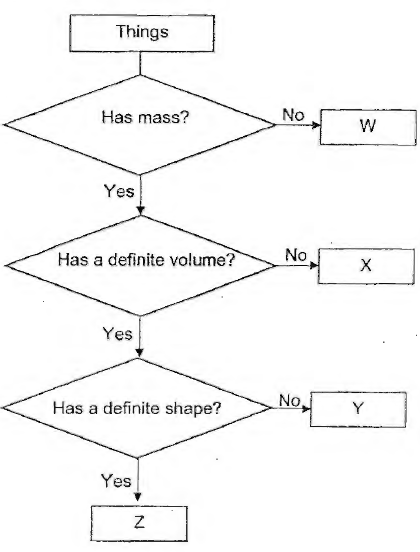 Things
Has mass?
No
W
Yes
Has a definite volume?
No
X
Yes
Has a definite shape?
No
Y
Yes
Z